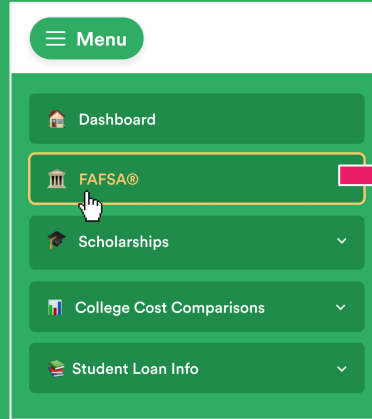 Menu
Dashboard
FAFSA®
Scholarships
College Cost Comparisons
Student Loan Info